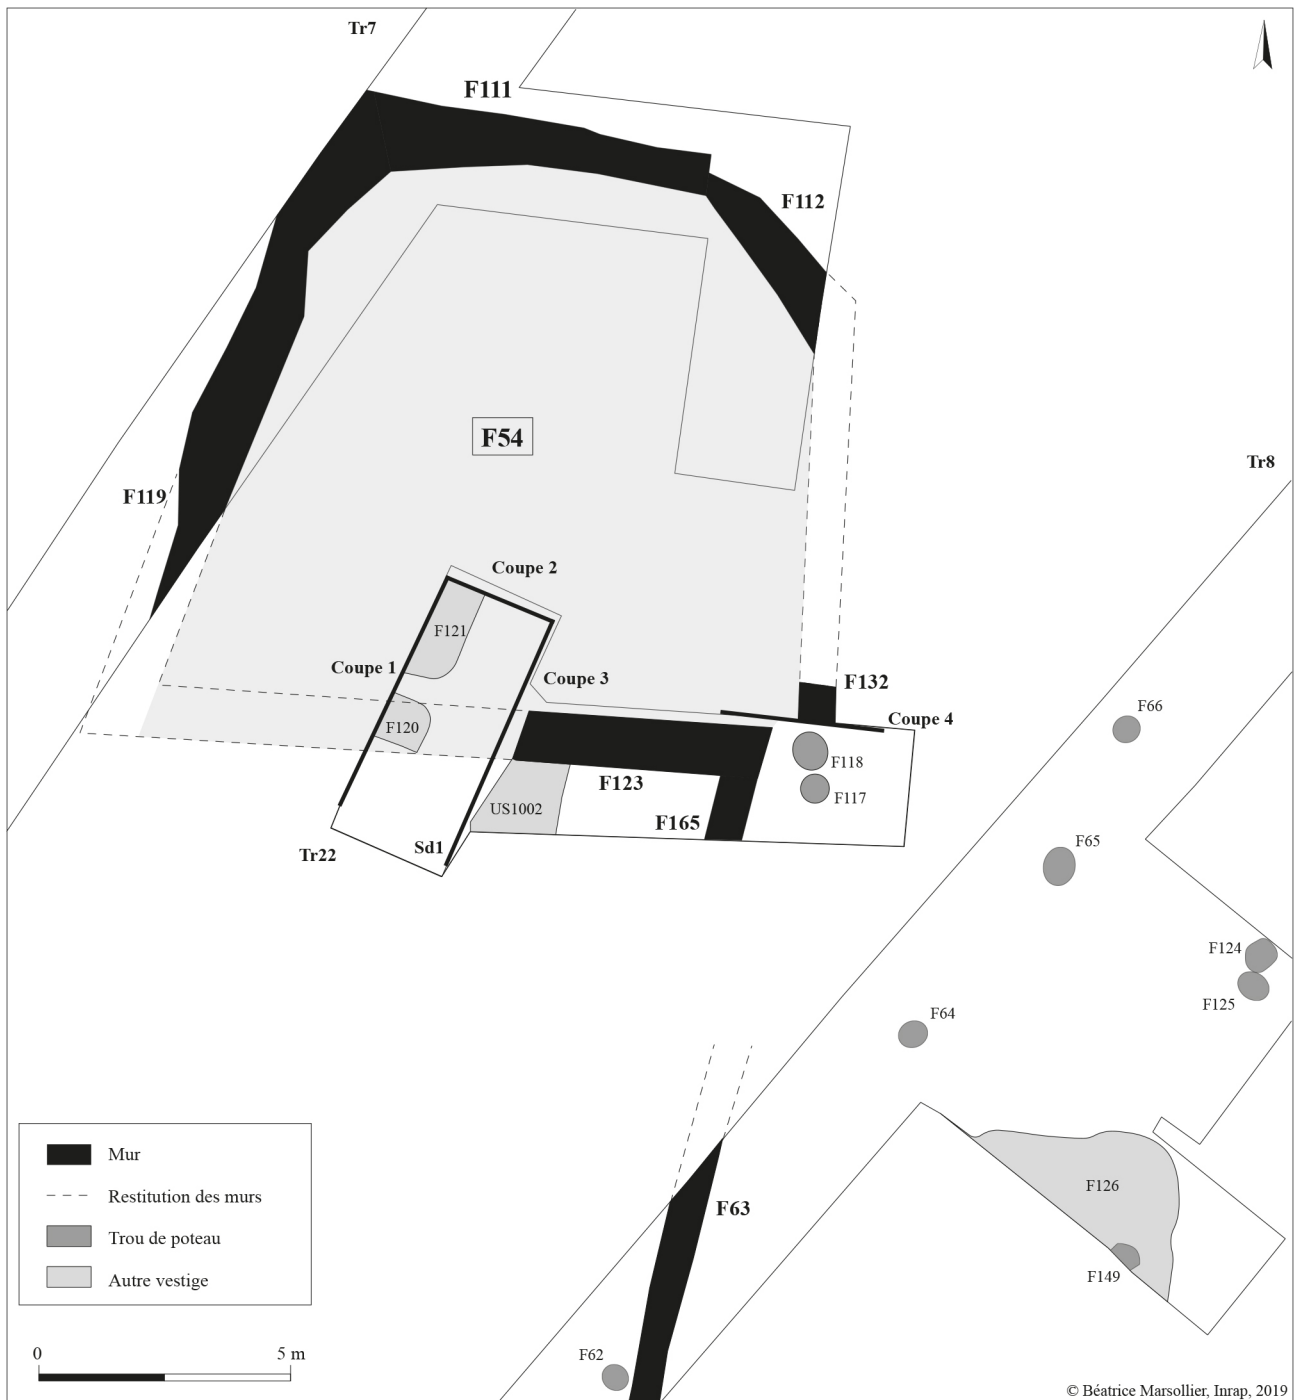 Tr7
F111
F112
F54
Tr8
F119
Coupe 2
F121
Coupe 1
Coupe 3
F132
F66
Coupe 4
F120
F118
F123
F117
US1002
F165
Sd1
Tr22
F65
F124
F125
F64
Mur
Restitution des murs
Trou de poteau
Autre vestige
F126
F63
F149
0 5 m
F62
© Béatrice Marsollier, Inrap, 2019